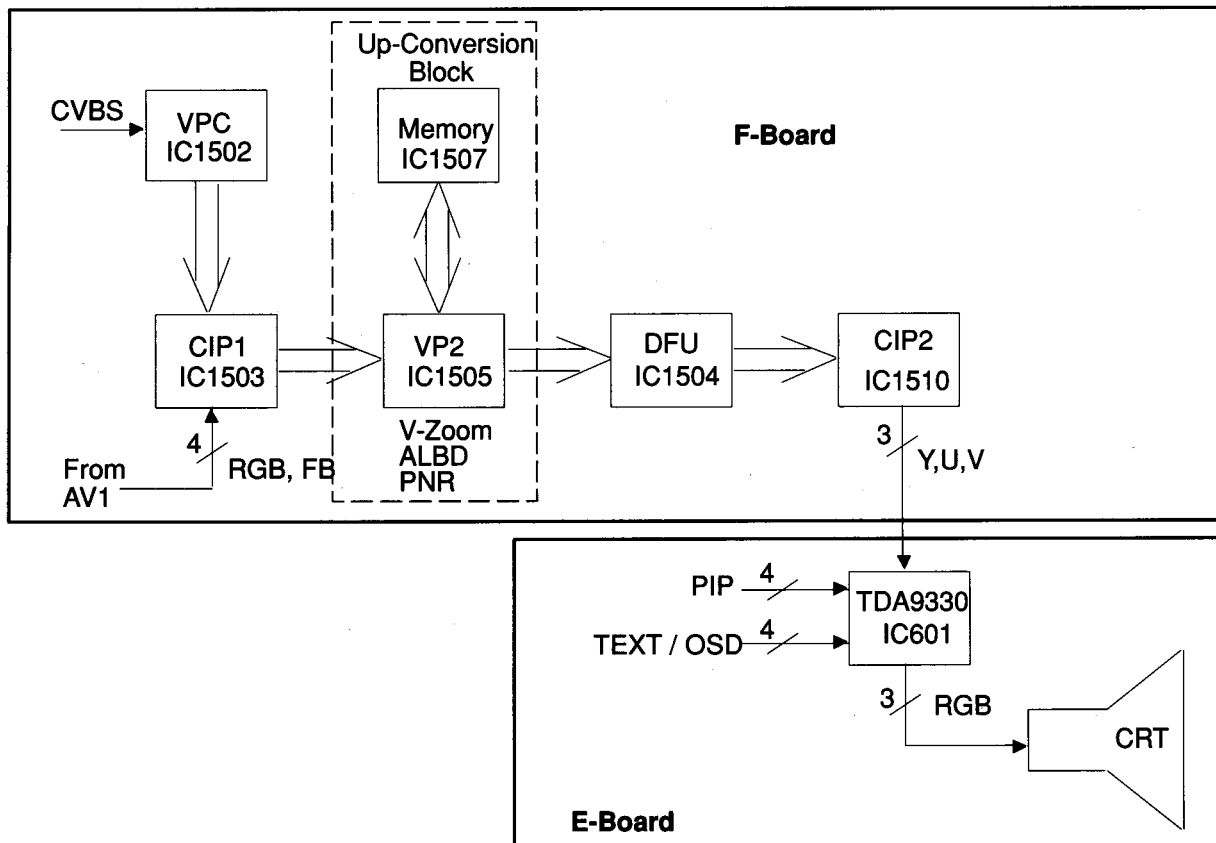 Up-Conversion
Block
CVBS
VPC
IC1502
Memory
IC1507
F-Board
CIP1
IC1503
VP2
IC1505
DFU
IC1504
CIP2
IC1510
4
RGB, FB
From
AV1
V-Zoom
ALBD
PNR
3
Y,U,V
PIP
4
TEXT / OSD
4
TDA9330
IC601
3
RGB
CRT
E-Board